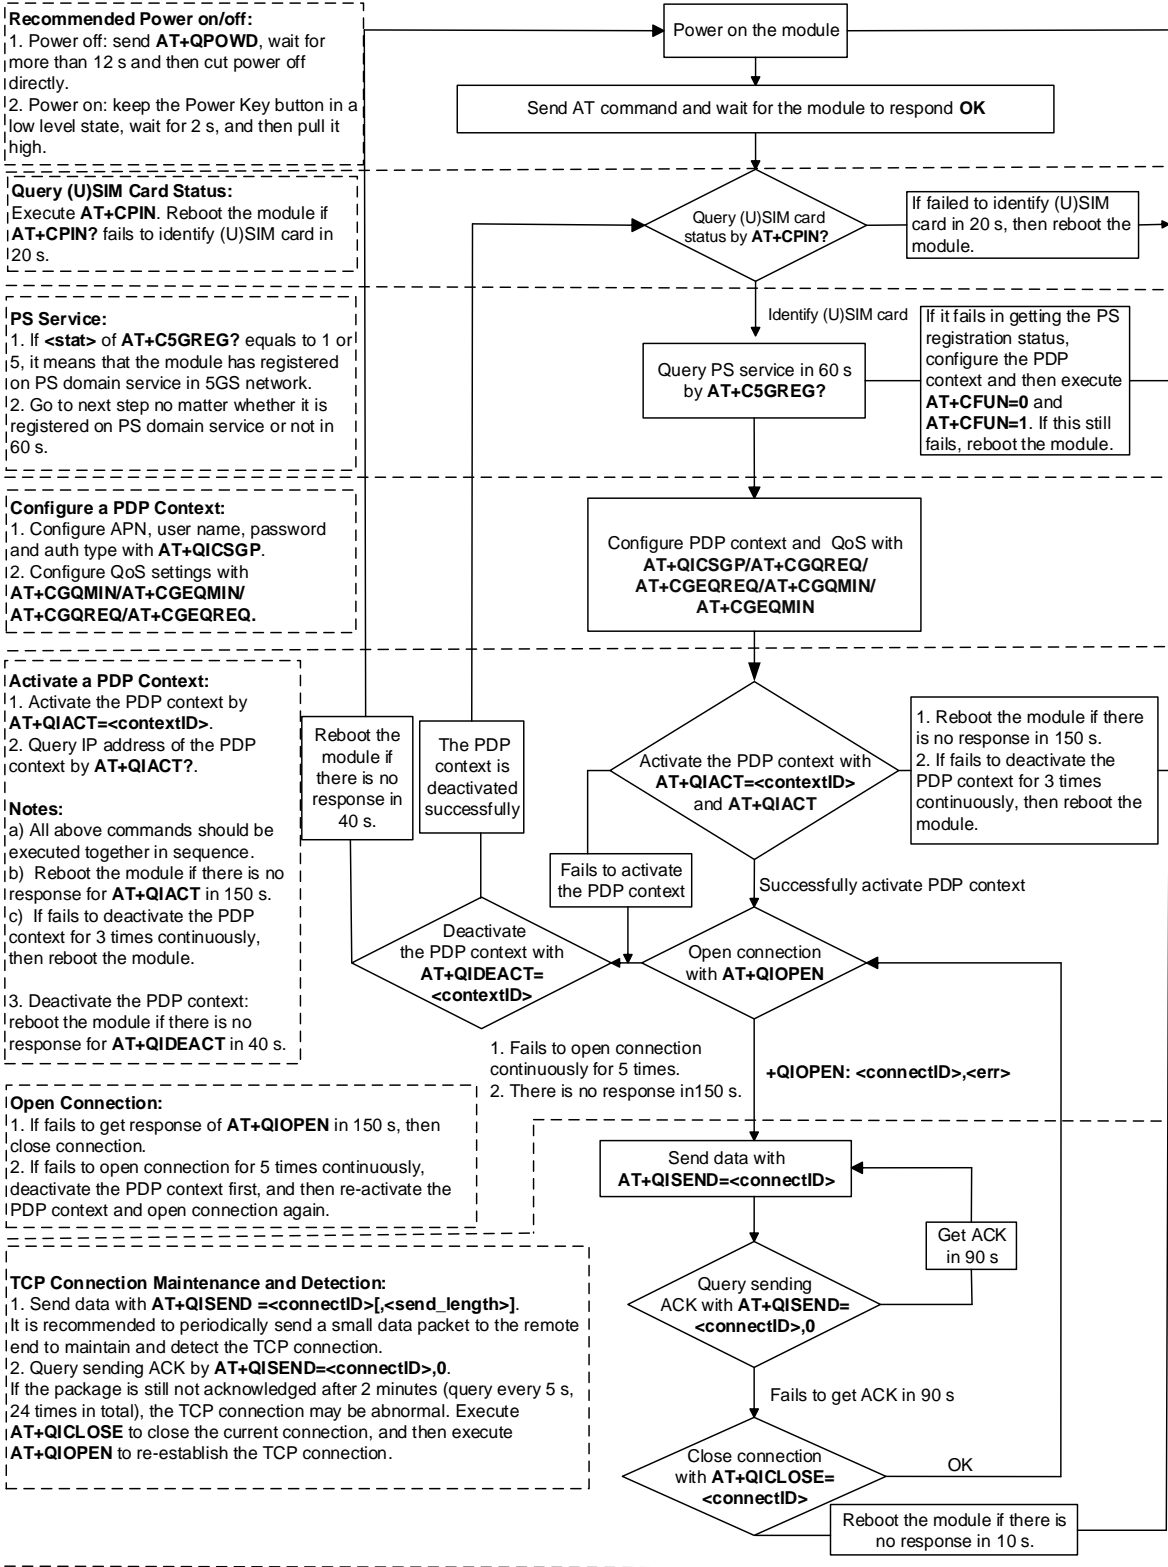 Recommended Power on/off:
1. Power off: send AT+QPOWD, wait for
more than 12 s and then cut power off
directly.
2. Power on: keep the Power Key button in a
low level state, wait for 2 s, and then pull it
high.
Power on the module
Send AT command and wait for the module to respond OK
Query (U)SIM Card Status:
Execute AT+CPIN. Reboot the module if
AT+CPIN? fails to identify (U)SIM card in
20 s.
Query (U)SIM card
status by AT+CPIN?
If failed to identify (U)SIM
card in 20 s, then reboot the
module.
Identify (U)SIM card
PS Service:
1. If <stat> of AT+C5GREG? equals to 1 or
5, it means that the module has registered
on PS domain service in 5GS network.
2. Go to next step no matter whether it is
registered on PS domain service or not in
60 s.
Query PS service in 60 s
by AT+C5GREG?
If it fails in getting the PS
registration status,
configure the PDP
context and then execute
AT+CFUN=0 and
AT+CFUN=1. If this still
fails, reboot the module.
Configure a PDP Context:
1. Configure APN, user name, password
and auth type with AT+QICSGP.
2. Configure QoS settings with
AT+CGQMIN/AT+CGEQMIN/
AT+CGQREQ/AT+CGEQREQ.
Configure PDP context and QoS with
AT+QICSGP/AT+CGQREQ/
AT+CGEQREQ/AT+CGQMIN/
AT+CGEQMIN
Activate a PDP Context:
1. Activate the PDP context by
AT+QIACT=<contextID>.
2. Query IP address of the PDP
context by AT+QIACT?.
Notes:
a) All above commands should be
executed together in sequence.
b) Reboot the module if there is no
response for AT+QIACT in 150 s.
c) If fails to deactivate the PDP
context for 3 times continuously,
then reboot the module.
3. Deactivate the PDP context:
reboot the module if there is no
response for AT+QIDEACT in 40 s.
Reboot the
module if
there is no
response in
40 s.
The PDP
context is
deactivated
successfully
Activate the PDP context with
AT+QIACT=<contextID>
and AT+QIACT
1. Reboot the module if there
is no response in 150 s.
2. If fails to deactivate the
PDP context for 3 times
continuously, then reboot the
module.
Fails to activate
the PDP context
Successfully activate PDP context
Deactivate
the PDP context with
AT+QIDEACT=
<contextID>
Open connection
with AT+QIOPEN
1. Fails to open connection
continuously for 5 times.
2. There is no response in150 s.
+QIOPEN: <connectID>,<err>
Open Connection:
1. If fails to get response of AT+QIOPEN in 150 s, then
close connection.
2. If fails to open connection for 5 times continuously,
deactivate the PDP context first, and then re-activate the
PDP context and open connection again.
Send data with
AT+QISEND=<connectID>
Get ACK
in 90 s
TCP Connection Maintenance and Detection:
1. Send data with AT+QISEND =<connectID>[,<send_length>].
It is recommended to periodically send a small data packet to the remote
end to maintain and detect the TCP connection.
2. Query sending ACK by AT+QISEND=<connectID>,0.
If the package is still not acknowledged after 2 minutes (query every 5 s,
24 times in total), the TCP connection may be abnormal. Execute
AT+QICLOSE to close the current connection, and then execute
AT+QIOPEN to re-establish the TCP connection.
Query sending
ACK with AT+QISEND=
<connectID>,0
Fails to get ACK in 90 s
Close connection
with AT+QICLOSE=
<connectID>
OK
Reboot the module if there is
no response in 10 s.